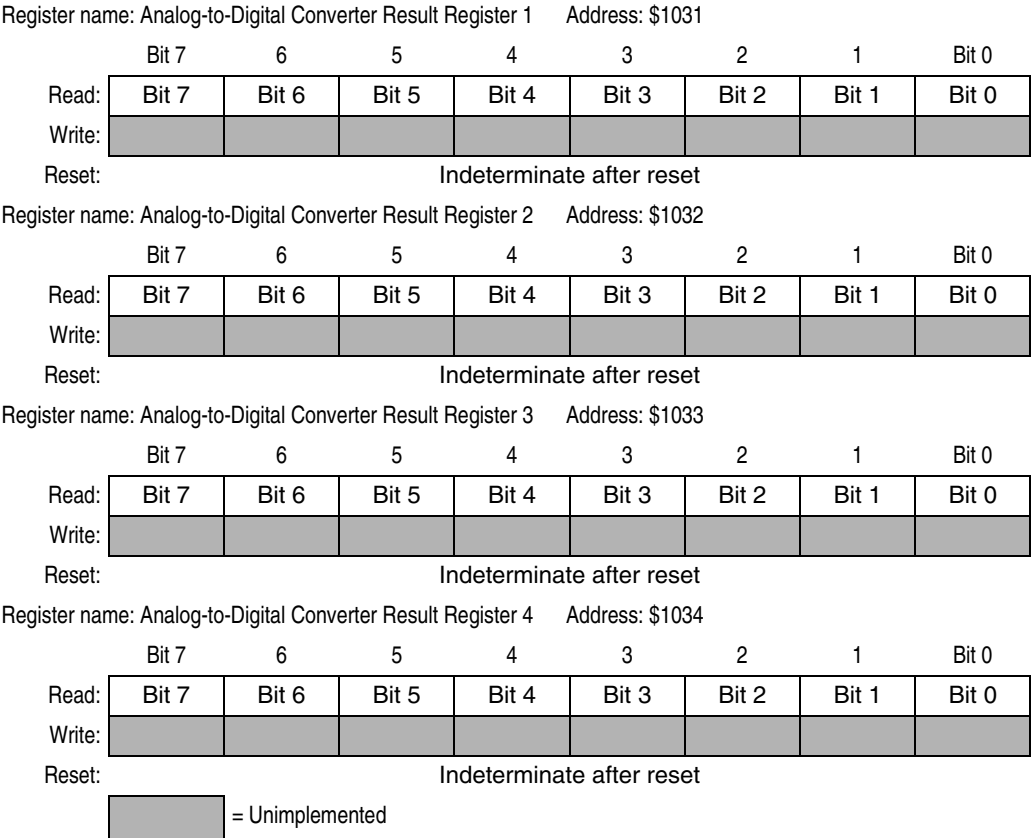 Register name: Analog-to-Digital Converter Result Register 1 Address: $1031
Bit 7 6 5 4 3 2 1 Bit 0
Read: Bit 7 Bit 6 Bit 5 Bit 4 Bit 3 Bit 2 Bit 1 Bit 0
Write:
Reset: Indeterminate after reset
Register name: Analog-to-Digital Converter Result Register 2 Address: $1032
Bit 7 6 5 4 3 2 1 Bit 0
Read: Bit 7 Bit 6 Bit 5 Bit 4 Bit 3 Bit 2 Bit 1 Bit 0
Write:
Reset: Indeterminate after reset
Register name: Analog-to-Digital Converter Result Register 3 Address: $1033
Bit 7 6 5 4 3 2 1 Bit 0
Read: Bit 7 Bit 6 Bit 5 Bit 4 Bit 3 Bit 2 Bit 1 Bit 0
Write:
Reset: Indeterminate after reset
Register name: Analog-to-Digital Converter Result Register 4 Address: $1034
Bit 7 6 5 4 3 2 1 Bit 0
Read: Bit 7 Bit 6 Bit 5 Bit 4 Bit 3 Bit 2 Bit 1 Bit 0
Write:
Reset: Indeterminate after reset
= Unimplemented